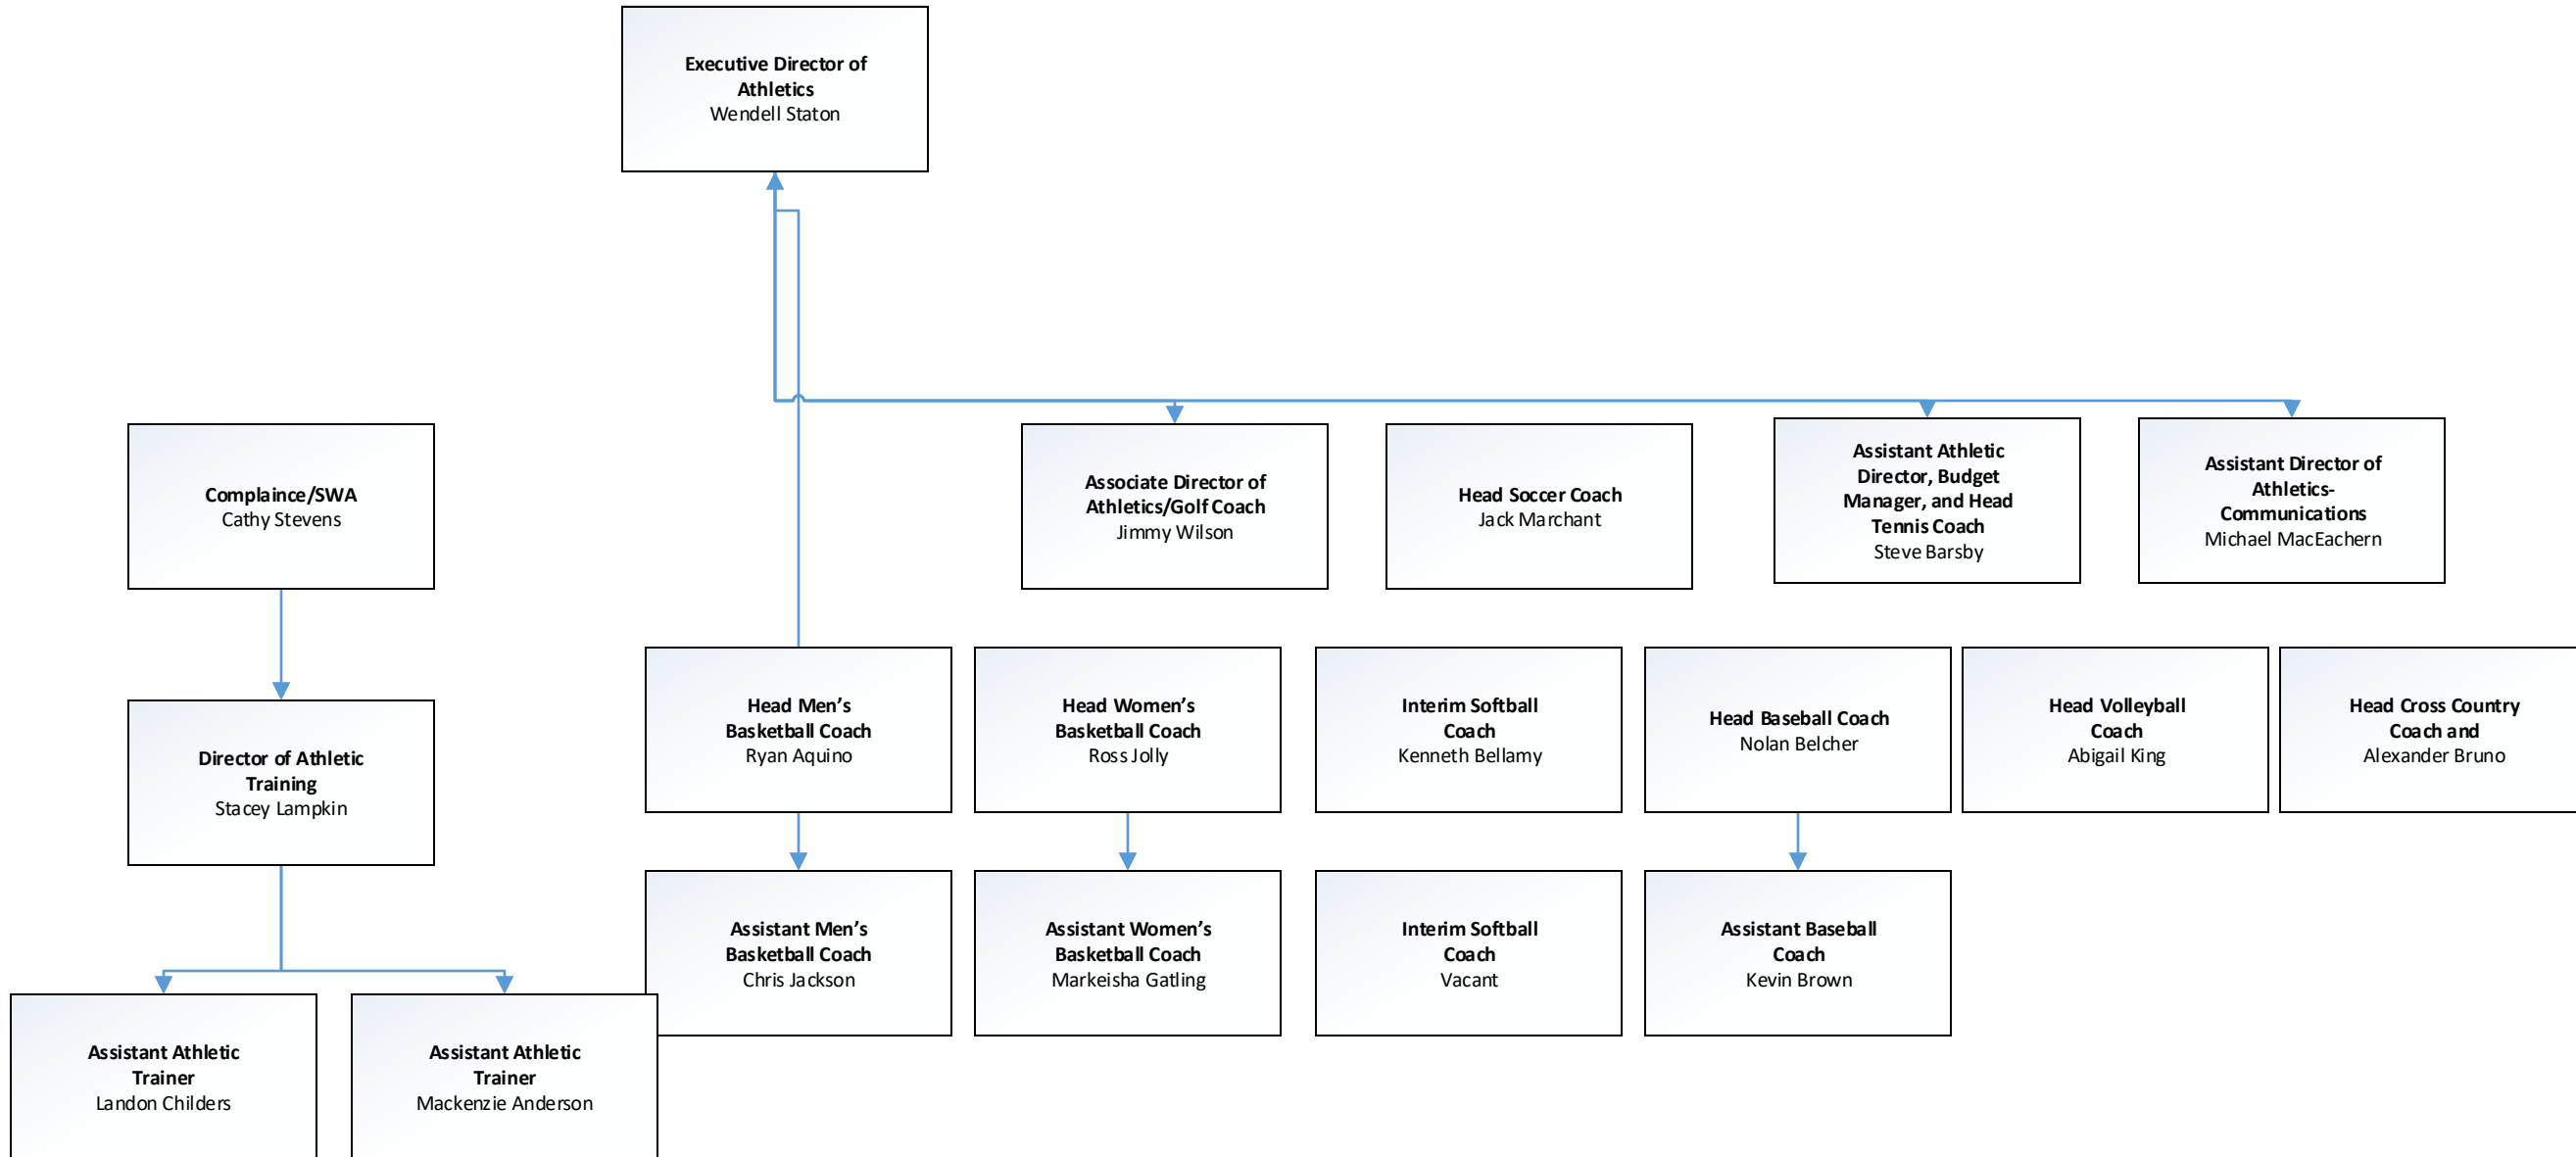 Executive Director of
Athletics
Wendell Staton
Complaince/SWA
Cathy Stevens
Associate Director of
Athletics/Golf Coach
Jimmy Wilson
Head Soccer Coach
Jack Marchant
Assistant Athletic
Director, Budget
Manager, and Head
Tennis Coach
Steve Barsby
Assistant Director of
Athletics-
Communications
Michael MacEachern
Director of Athletic
Training
Stacey Lampkin
Head Men's
Basketball Coach
Ryan Aquino
Head Women's
Basketball Coach
Ross Jolly
Interim Softball
Coach
Kenneth Bellamy
Head Baseball Coach
Nolan Belcher
Head Volleyball
Coach
Abigail King
Head Cross Country
Coach and
Alexander Bruno
Assistant Men's
Basketball Coach
Chris Jackson
Assistant Women's
Basketball Coach
Markeisha Gatling
Interim Softball
Coach
Vacant
Assistant Baseball
Coach
Kevin Brown
Assistant Athletic
Trainer
Landon Childers
Assistant Athletic
Trainer
Mackenzie Anderson